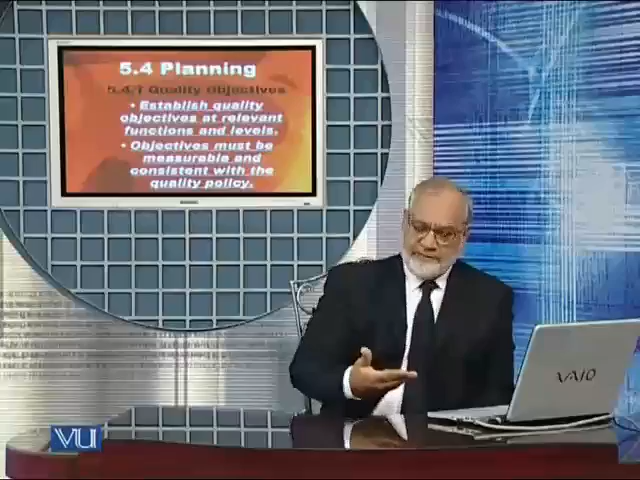 5.4 Planning
5.4.1 Quality Objectives
• Establish quality
objectives at relevant
functions and levels.
• Objectives must be
measurable and
consistent with the
quality policy.
VAIO
VU